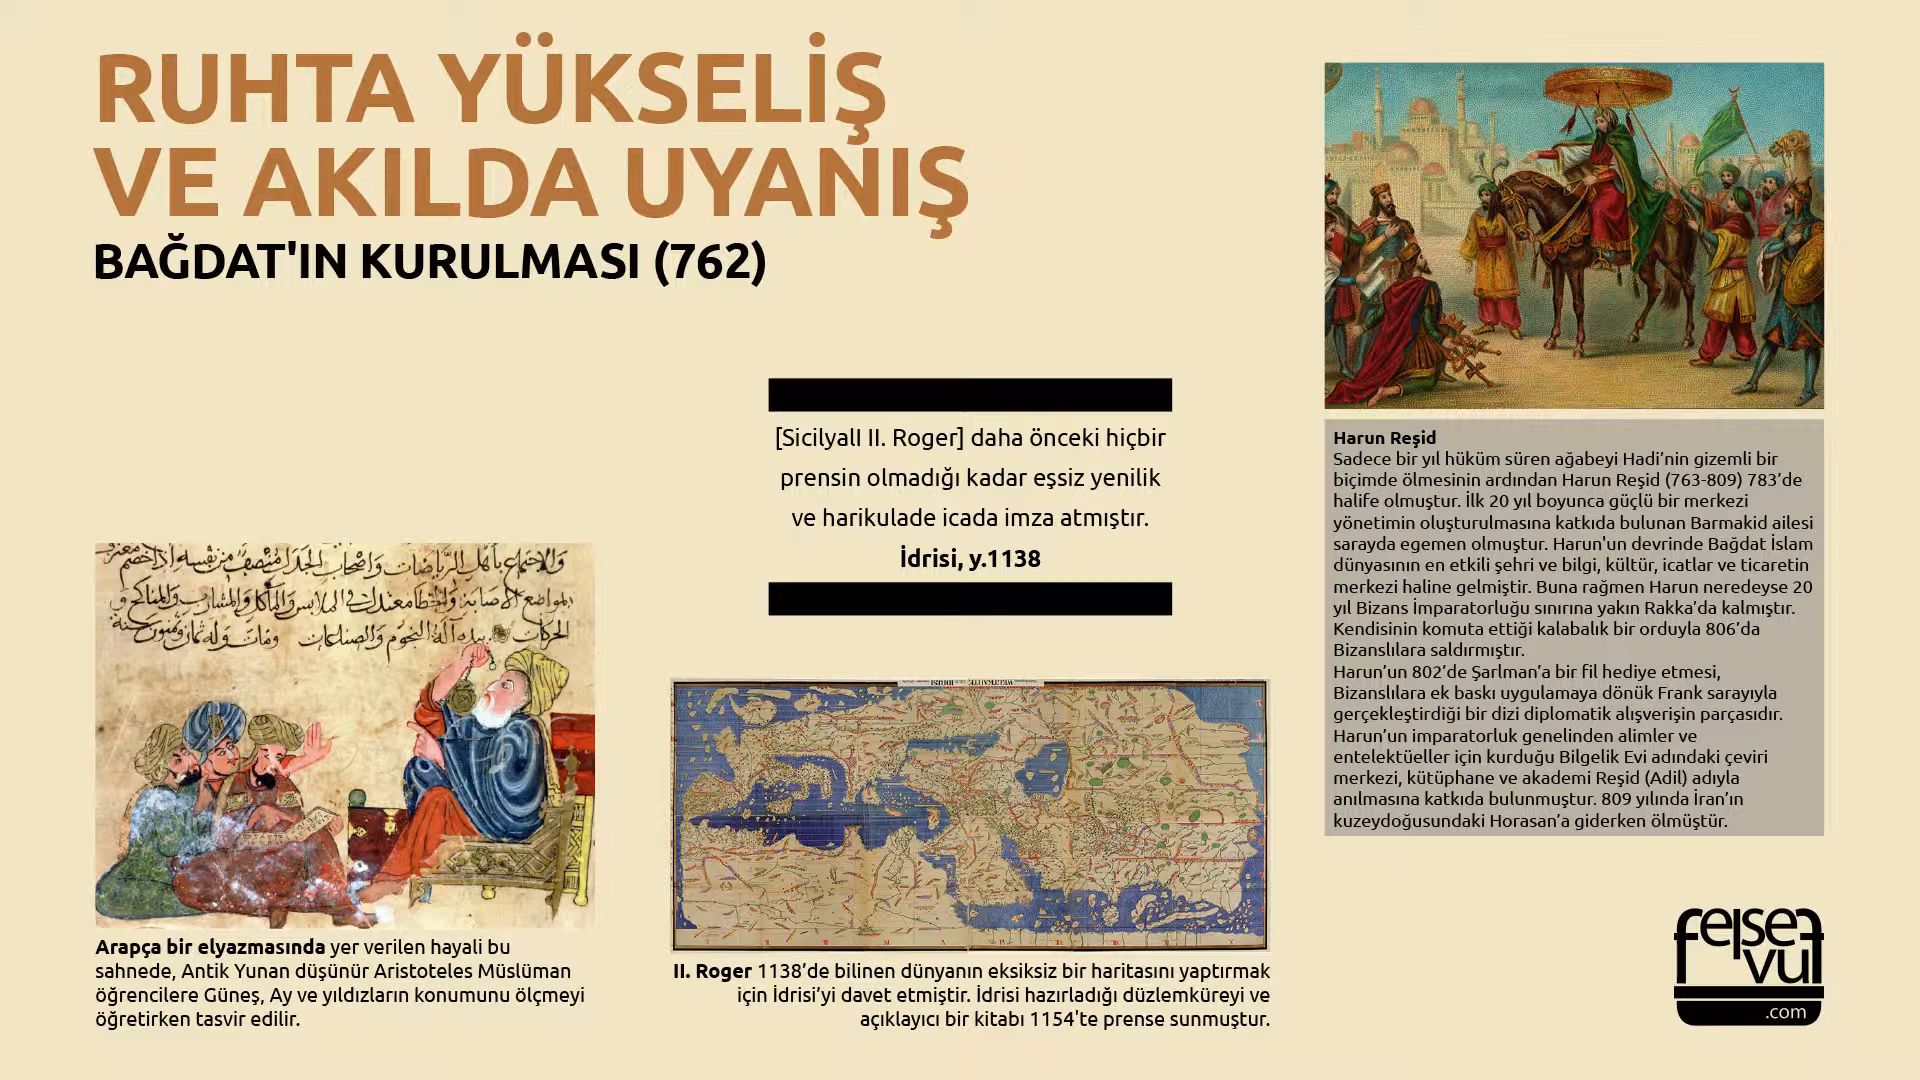 RUHTA YÜKSELİŞ
VE AKILDA UYANIŞ
BAĞDAT'IN KURULMASI (762)
[SicilyalI II. Roger] daha önceki hiçbir
prensin olmadığı kadar eşsiz yenilik
ve harikulade icada imza atmıştır.
İdrisi, y.1138
Arapça bir elyazmasında yer verilen hayali bu
sahnede, Antik Yunan düşünür Aristoteles Müslüman
öğrencilere Güneş, Ay ve yıldızların konumunu ölçmeyi
öğretirken tasvir edilir.
II. Roger 1138’de bilinen dünyanın eksiksiz bir haritasını yaptırmak
için İdrisi’yi davet etmiştir. İdrisi hazırladığı düzlemküreyi ve
açıklayıcı bir kitabı 1154'te prense sunmuştur.
Harun Reşid
Sadece bir yıl hüküm süren ağabeyi Hadi’nin gizemli bir
biçimde ölmesinin ardından Harun Reşid (763-809) 783’de
halife olmuştur. İlk 20 yıl boyunca güçlü bir merkezi
yönetimin oluşturulmasına katkıda bulunan Barmakid ailesi
sarayda egemen olmuştur. Harun'un devrinde Bağdat İslam
dünyasının en etkili şehri ve bilgi, kültür, icatlar ve ticaretin
merkezi haline gelmiştir. Buna rağmen Harun neredeyse 20
yıl Bizans İmparatorluğu sınırına yakın Rakka’da kalmıştır.
Kendisinin komuta ettiği kalabalık bir orduyla 806’da
Bizanslılara saldırmıştır.
Harun’un 802’de Şarlman’a bir fil hediye etmesi,
Bizanslılara ek baskı uygulamaya dönük Frank sarayıyla
gerçekleştirdiği bir dizi diplomatik alışverişin parçasıdır.
Harun’un imparatorluk genelinden alimler ve
entelektüeller için kurduğu Bilgelik Evi adındaki çeviri
merkezi, kütüphane ve akademi Reşid (Adil) adıyla
anılmasına katkıda bulunmuştur. 809 yılında İran’ın
kuzeydoğusundaki Horasan’a giderken ölmüştür.
felsefe
vul
.com